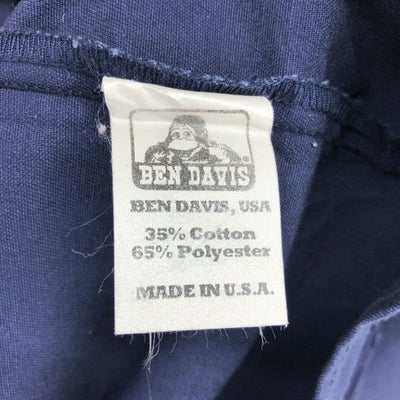 BEN DAVIS
BEN DAVIS, USA
35% Cotton
65% Polyester
MADE IN U.S.A.